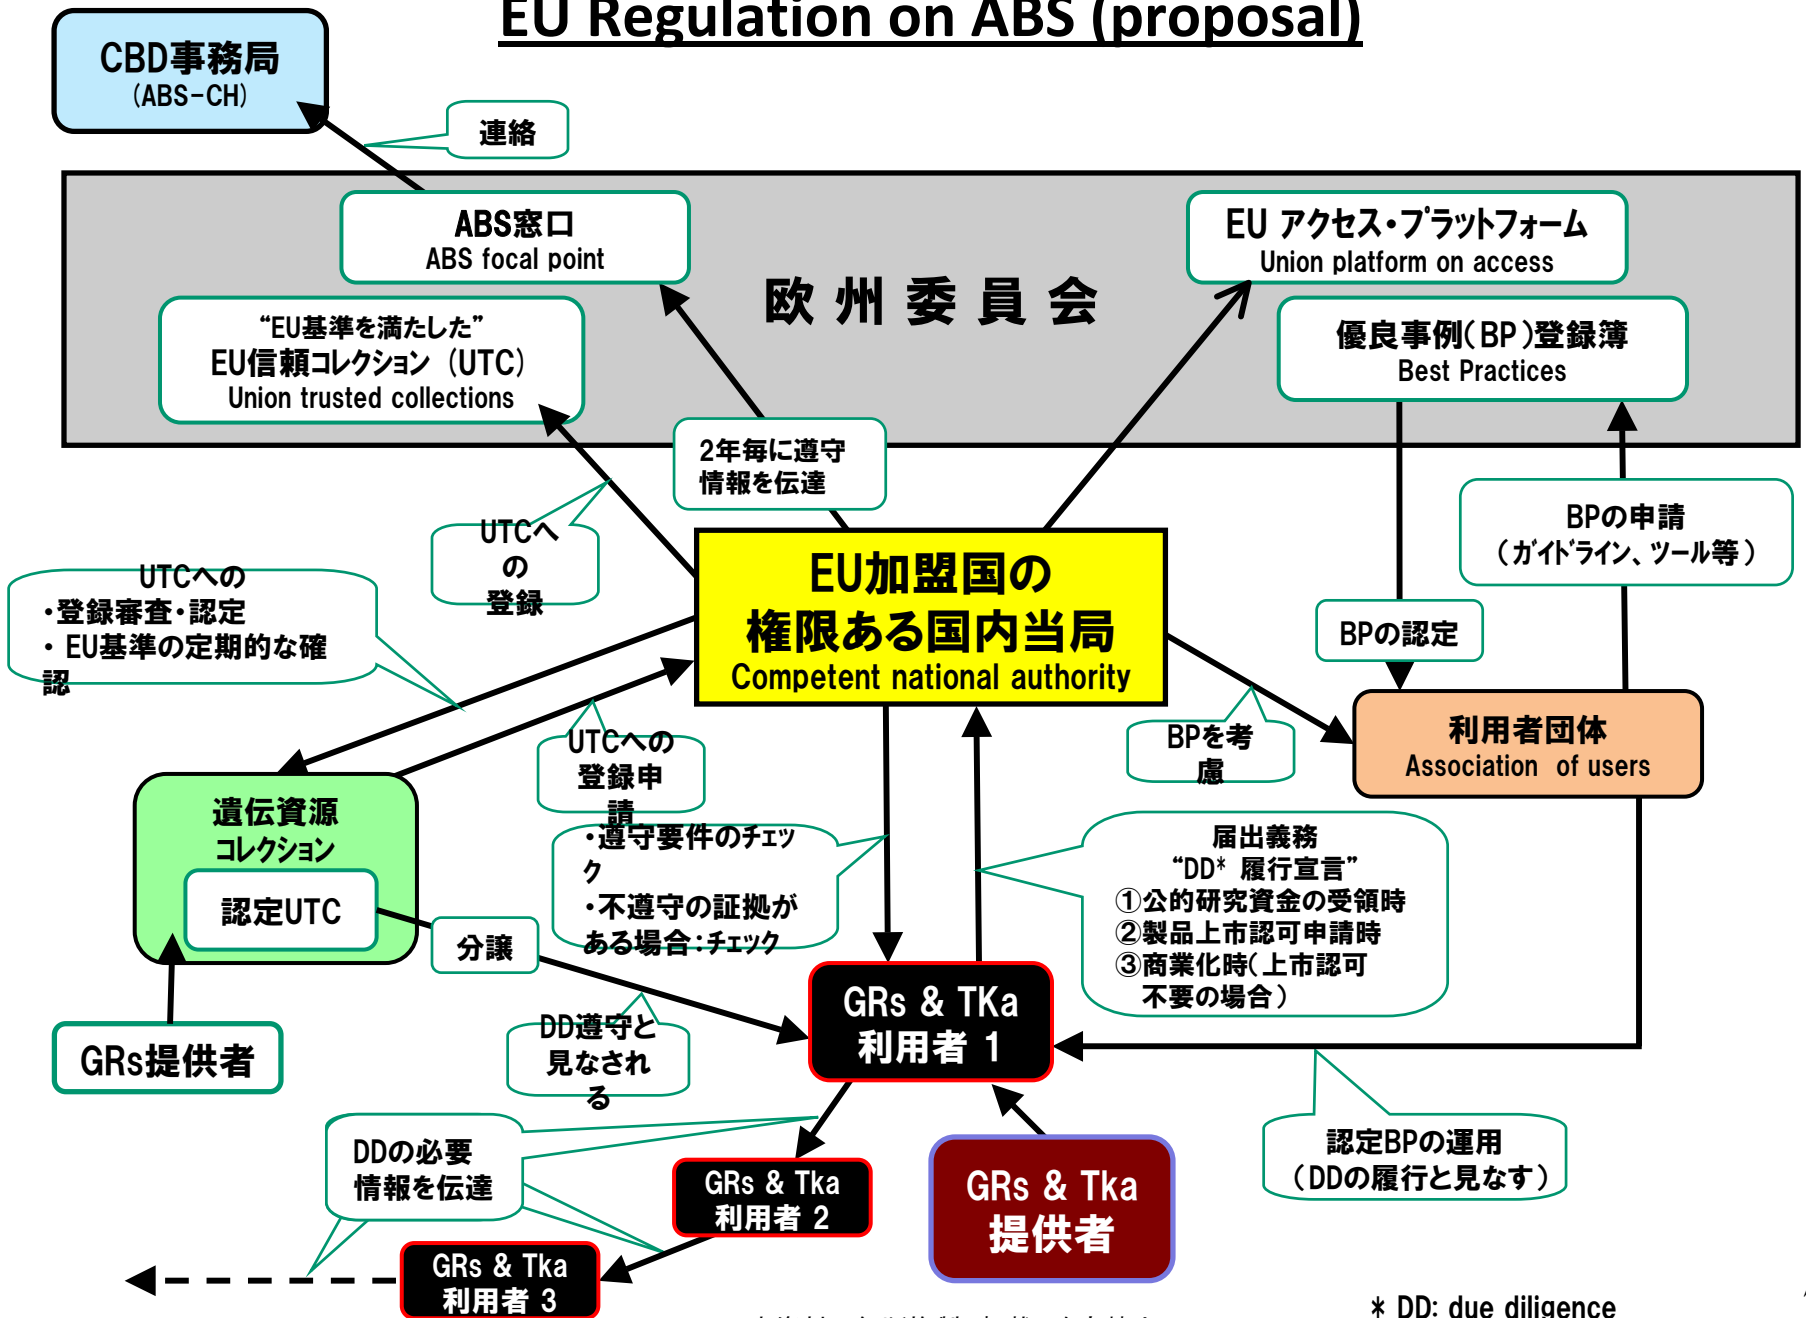 EU Regulation on ABS (proposal)
CBD事務局
(ABS-CH)
連絡
ABS窓口
ABS focal point
EU アクセス・プラットフォーム
Union platform on access
欧州委員会
“EU基準を満たした”
EU信頼コレクション (UTC)
Union trusted collections
優良事例(BP)登録簿
Best Practices
2年毎に遵守
情報を伝達
UTCへ
の
登録
BPの申請
(ガイドライン、ツール等)
UTCへの
・登録審査・認定
・ EU基準の定期的な確
認
EU加盟国の
権限ある国内当局
Competent national authority
BPの認定
UTCへの
登録申
請
BPを考
慮
利用者団体
Association of users
遺伝資源
コレクション
認定UTC
・遵守要件のチェッ
ク
・不遵守の証拠が
ある場合:チェック
届出義務
“DD* 履行宣言”
①公的研究資金の受領時
②製品上市認可申請時
③商業化時(上市認可
不要の場合)
分譲
GRs & TKa
利用者 1
GRs提供者
DD遵守と
見なされ
る
DDの必要
情報を伝達
認定BPの運用
(DDの履行と見なす)
GRs & Tka
利用者 2
GRs & Tka
提供者
GRs & Tka
利用者 3
* DD: due diligence